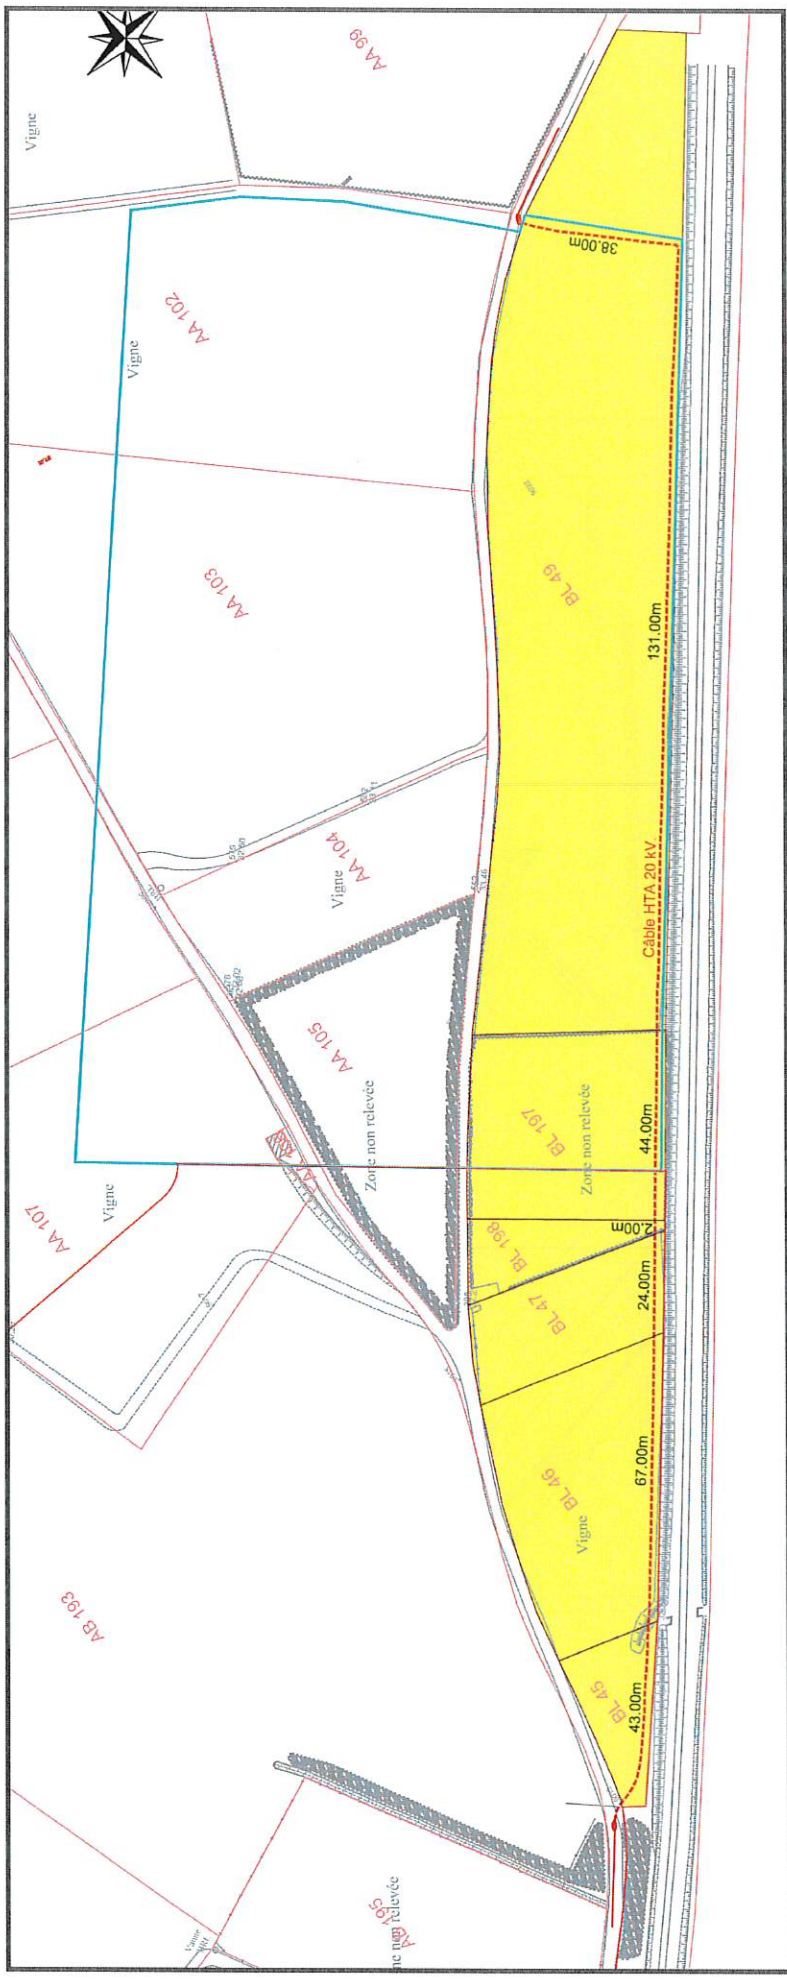 AA 99
Vigne
38.00m
AA 102
Vigne
AA 103
BL 49
131.00m
AA 104
Vigne
Câble HTA 20 kV.
AA 105
Zone non relevée
BL 197
Zone non relevée
44.00m
AA 107
Vigne
BL 198
2.00m
BL 47
24.00m
BL 46
Vigne
67.00m
AB 193
BL 45
43.00m
AB 195
ne non relevée